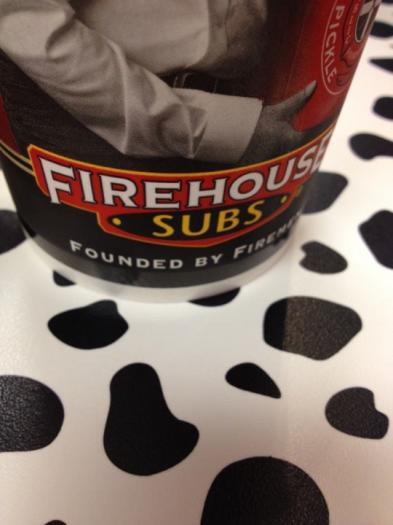 PICKLE
FIREHOUSE
SUBS
FOUNDED BY